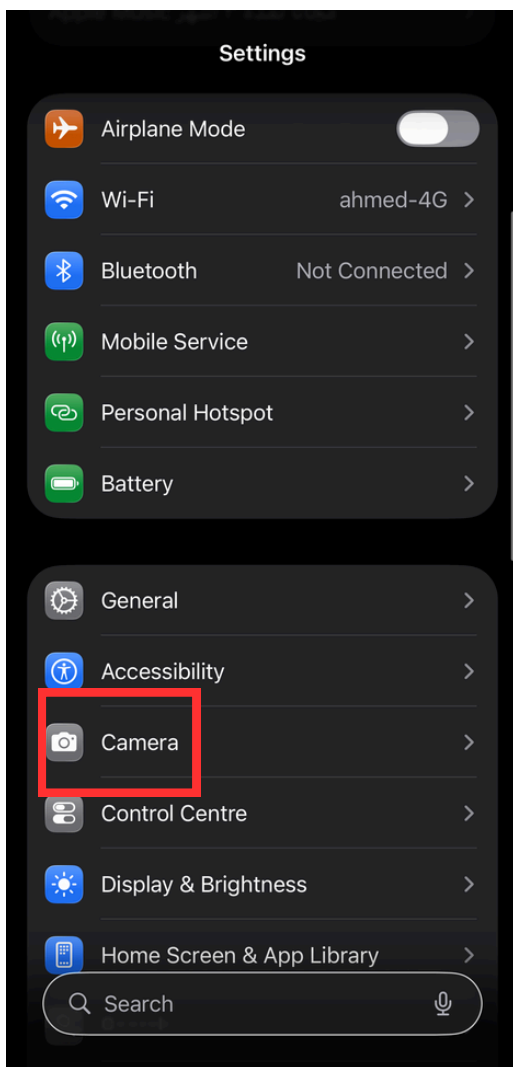 Settings
Airplane Mode
Wi-Fi ahmed-4G
Bluetooth Not Connected
Mobile Service
Personal Hotspot
Battery
General
Accessibility
Camera
Control Centre
Display & Brightness
Home Screen & App Library
Search